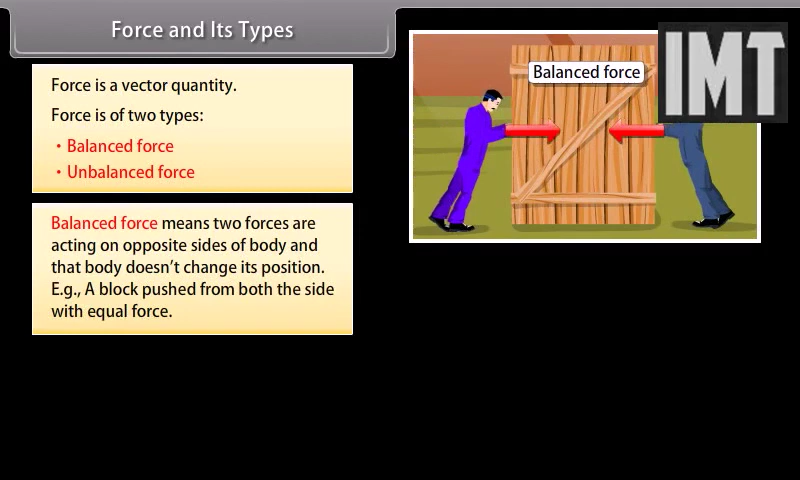 Force and Its Types
Force is a vector quantity.
Force is of two types:
• Balanced force
• Unbalanced force
Balanced force means two forces are
acting on opposite sides of body and
that body doesn't change its position.
E.g., A block pushed from both the side
with equal force.
Balanced force
IMT